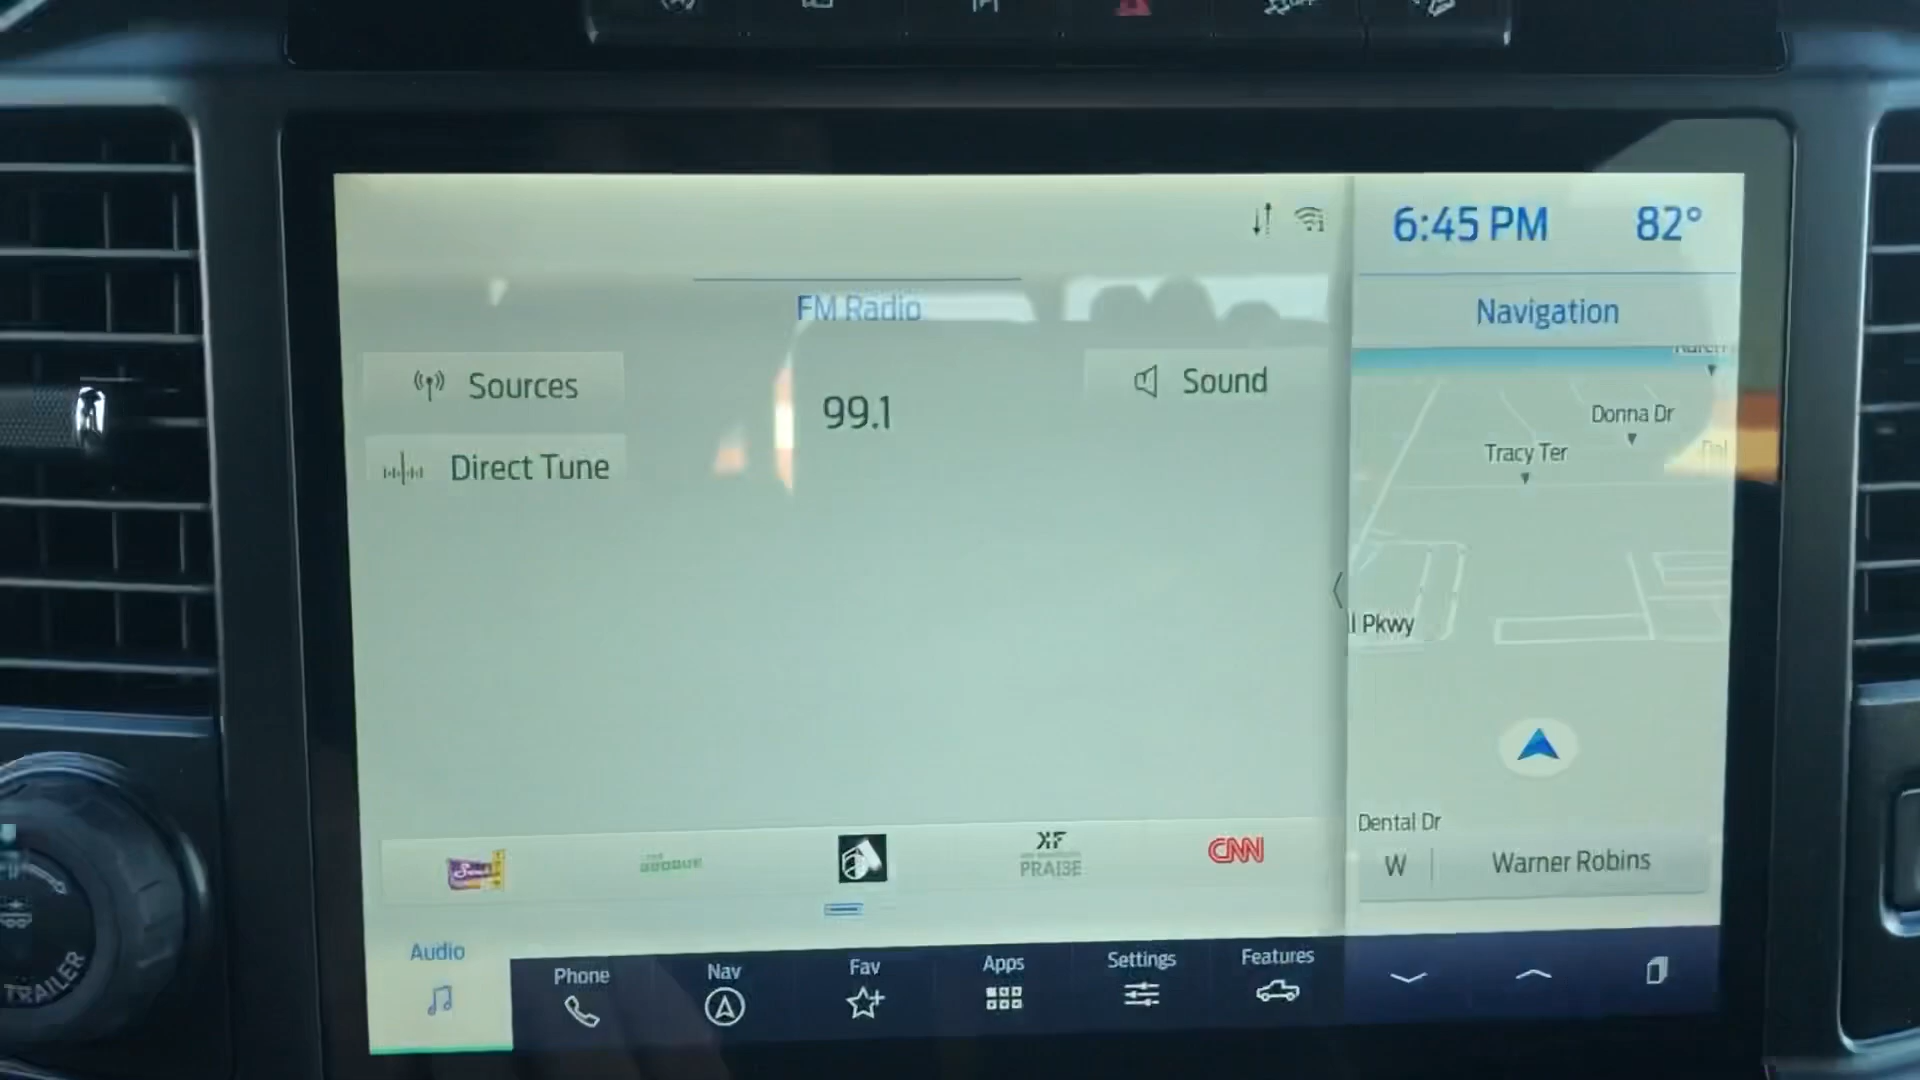 6:45 PM 82°
FM Radio
Navigation
Sources
99.1
Sound
Direct Tune
Donna Dr
Tracy Ter
l Pkwy
Dental Dr
PRAISE
CNN
W
Warner Robins
Audio
Phone
Nav
Fav
Apps
Settings
Features
TRAILER